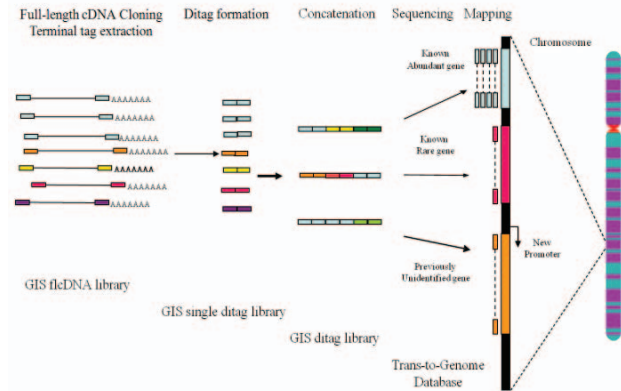 Full-length cDNA Cloning
Terminal tag extraction
Ditag formation
Concatenation
Sequencing
Mapping
Known
Abundant gene
Chromosome
AAAAAAA
AAAAAAA
AAAAAAA
AAAAAAA
AAAAAAA
AAAAAAA
AAAAAAA
Known
Rare gene
New
Promoter
Previously
Unidentified gene
GIS flcDNA library
GIS single ditag library
GIS ditag library
Trans-to-Genome
Database